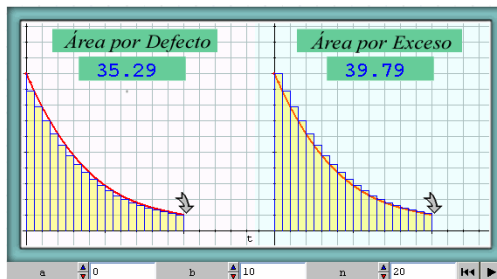 Área por Defecto
35.29
Área por Exceso
39.79
t
a 0 b 10 n 20